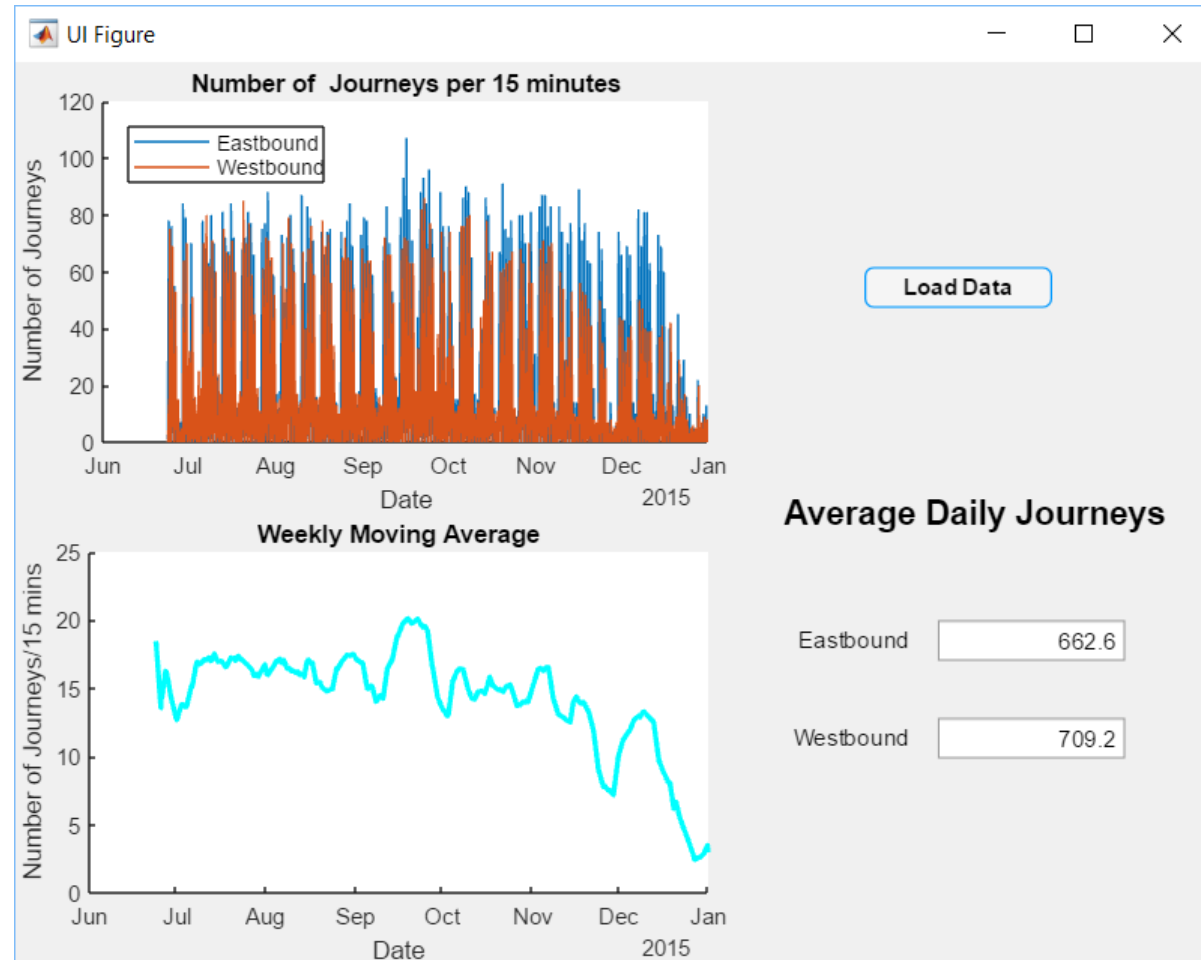 UI Figure
Number of  Journeys per 15 minutes
120
100
80
60
40
20
0
Number of Journeys
Eastbound
Westbound
Jun Jul Aug Sep Oct Nov Dec Jan
Date
2015
Weekly Moving Average
25
20
15
10
5
0
Number of Journeys/15 mins
Jun Jul Aug Sep Oct Nov Dec Jan
Date
2015
Load Data
Average Daily Journeys
Eastbound 662.6
Westbound 709.2